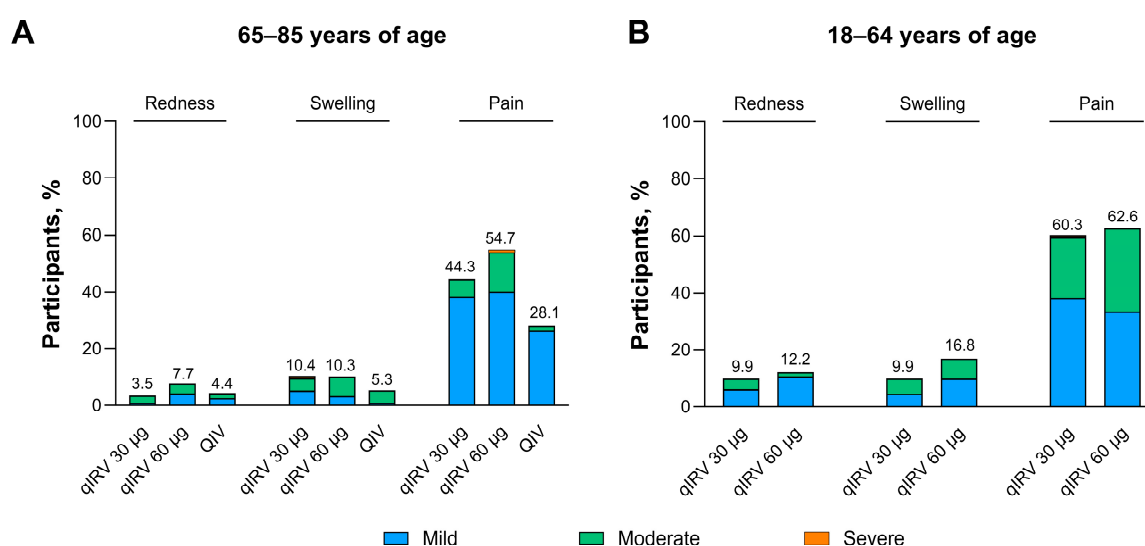 A
65–85 years of age
Redness
Swelling
Pain
Participants, %
100
80
60
40
20
0
3.5
7.7
4.4
10.4
10.3
5.3
44.3
54.7
28.1
qIRV 30 µg
qIRV 60 µg
QIV
qIRV 30 µg
qIRV 60 µg
QIV
qIRV 30 µg
qIRV 60 µg
QIV
B
18–64 years of age
Redness
Swelling
Pain
Participants, %
100
80
60
40
20
0
9.9
12.2
9.9
16.8
60.3
62.6
qIRV 30 µg
qIRV 60 µg
qIRV 30 µg
qIRV 60 µg
qIRV 30 µg
qIRV 60 µg
Mild
Moderate
Severe